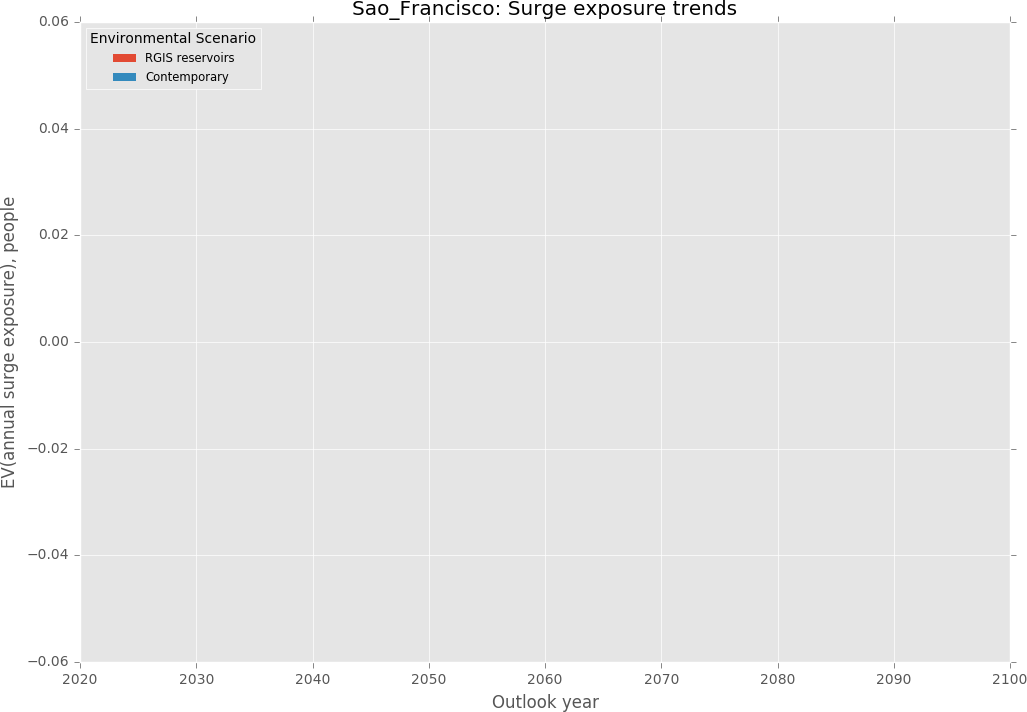 Sao_Francisco: Surge exposure trends
Environmental Scenario
RGIS reservoirs
Contemporary
EV(annual surge exposure), people
0.06
0.04
0.02
0.00
−0.02
−0.04
−0.06
2020 2030 2040 2050 2060 2070 2080 2090 2100
Outlook year